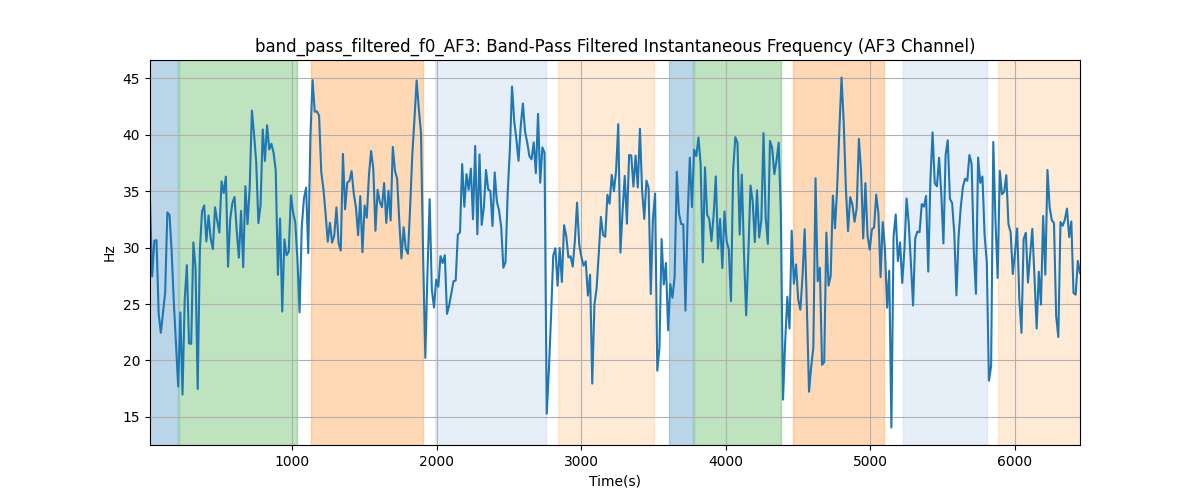 band_pass_filtered_f0_AF3: Band-Pass Filtered Instantaneous Frequency (AF3 Channel)
45
40
35
30
25
20
15
Hz
1000 2000 3000 4000 5000 6000
Time(s)